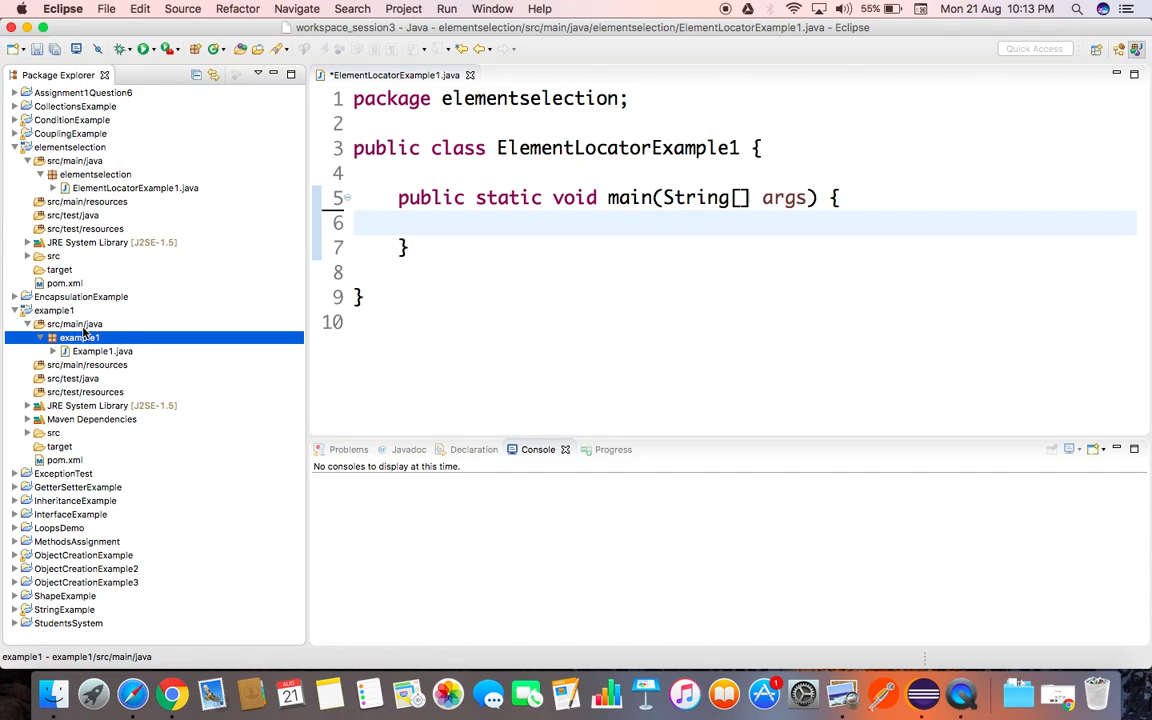 Eclipse File Edit Source Refactor Navigate Search Project Run Window Help 55% Mon 21 Aug 10:13 PM
workspace_session3 - Java - elementselection/src/main/java/elementselection/ElementLocatorExample1.java - Eclipse
Quick Access
Package Explorer
Assignment1Question6
CollectionsExample
ConditionExample
CouplingExample
elementselection
src/main/java
elementselection
ElementLocatorExample1.java
src/main/resources
src/test/java
src/test/resources
JRE System Library [J2SE-1.5]
src
target
pom.xml
EncapsulationExample
example1
src/main/java
example1
Example1.java
src/main/resources
src/test/java
src/test/resources
JRE System Library [J2SE-1.5]
Maven Dependencies
src
target
pom.xml
ExceptionTest
GetterSetterExample
InheritanceExample
InterfaceExample
LoopsDemo
MethodsAssignment
ObjectCreationExample
ObjectCreationExample2
ObjectCreationExample3
ShapeExample
StringExample
StudentsSystem
*ElementLocatorExample1.java
1 package elementselection;
2
3 public class ElementLocatorExample1 {
4
5 public static void main(String[] args) {
6
7 }
8
9 }
10
Problems Javadoc Declaration Console Progress
No consoles to display at this time.
example1 - example1/src/main/java
AUG
21
1